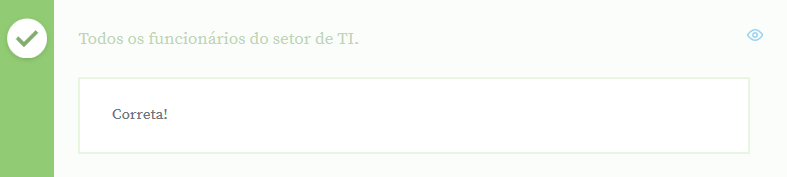 Todos os funcionários do setor de TI.
Correta!